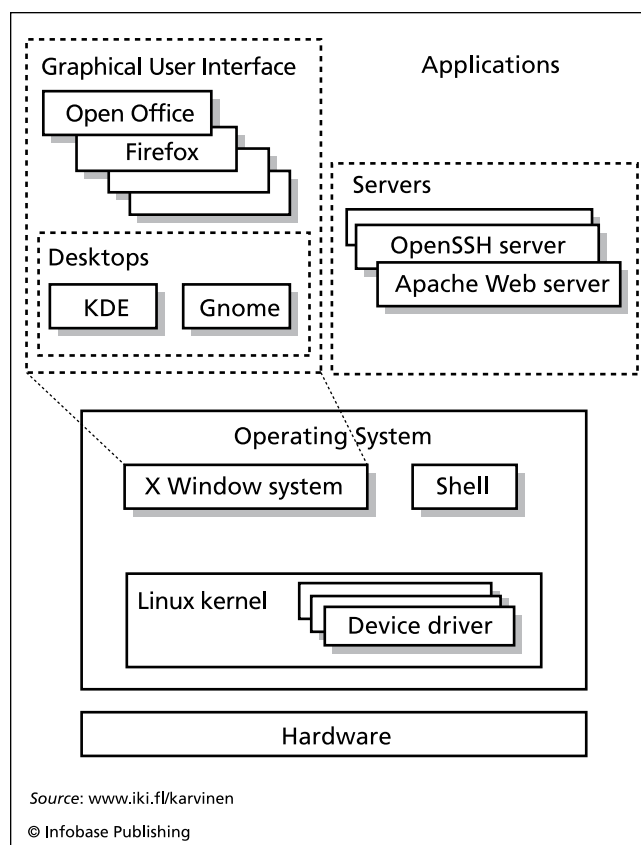 Graphical User Interface
Applications
Open Office
Firefox
Servers
OpenSSH server
Apache Web server
Desktops
KDE
Gnome
Operating System
X Window system
Shell
Linux kernel
Device driver
Hardware
Source: www.iki.fl/karvinen
© Infobase Publishing